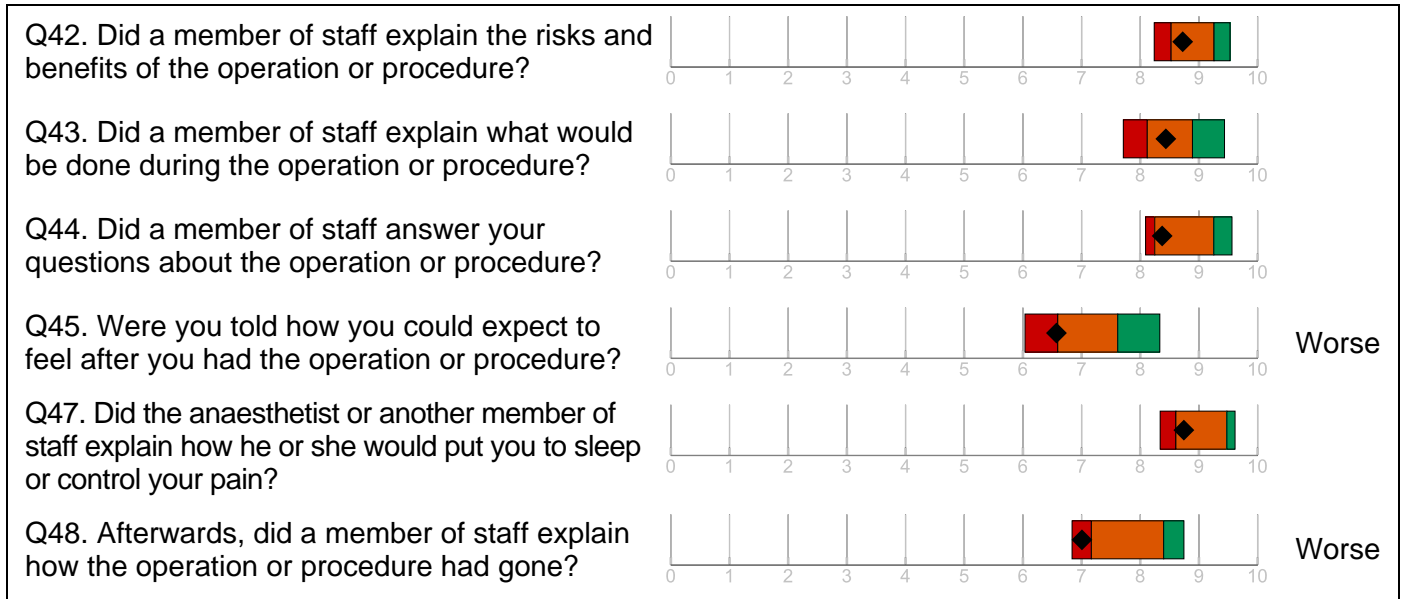 Q42. Did a member of staff explain the risks and
benefits of the operation or procedure?
0 1 2 3 4 5 6 7 8 9 10
Q43. Did a member of staff explain what would
be done during the operation or procedure?
0 1 2 3 4 5 6 7 8 9 10
Q44. Did a member of staff answer your
questions about the operation or procedure?
0 1 2 3 4 5 6 7 8 9 10
Q45. Were you told how you could expect to
feel after you had the operation or procedure?
Worse
0 1 2 3 4 5 6 7 8 9 10
Q47. Did the anaesthetist or another member of
staff explain how he or she would put you to sleep
or control your pain?
0 1 2 3 4 5 6 7 8 9 10
Q48. Afterwards, did a member of staff explain
how the operation or procedure had gone?
Worse
0 1 2 3 4 5 6 7 8 9 10